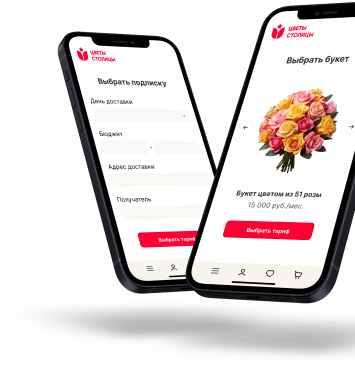 ЦВЕТЫ
СТОЛИЦЫ
Выбрать подписку
День доставки
Бюджет
-
Адрес доставки
Получатель
Выбрать тариф
ЦВЕТЫ
СТОЛИЦЫ
Выбрать букет
Букет цветом из 51 розы
15 000 руб./мес.
Выбрать тариф